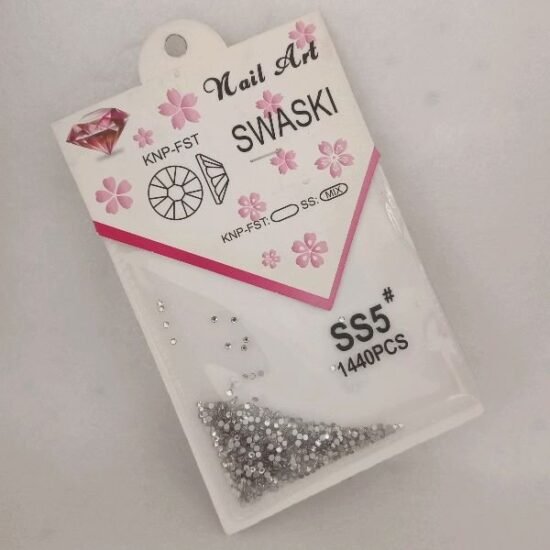 Nail Art
KNP-FST
SWASKI
KNP-FST: SS: MIX
SS5#
1440PCS